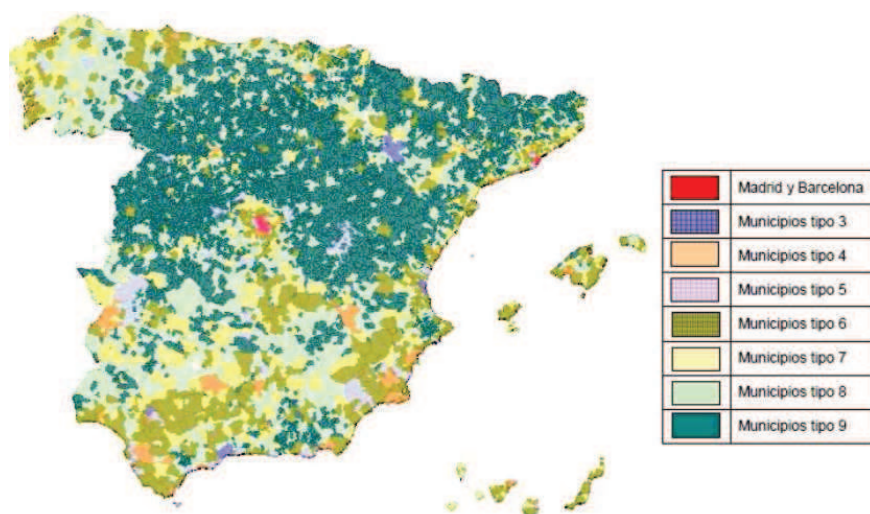 Madrid y Barcelona
Municipios tipo 3
Municipios tipo 4
Municipios tipo 5
Municipios tipo 6
Municipios tipo 7
Municipios tipo 8
Municipios tipo 9